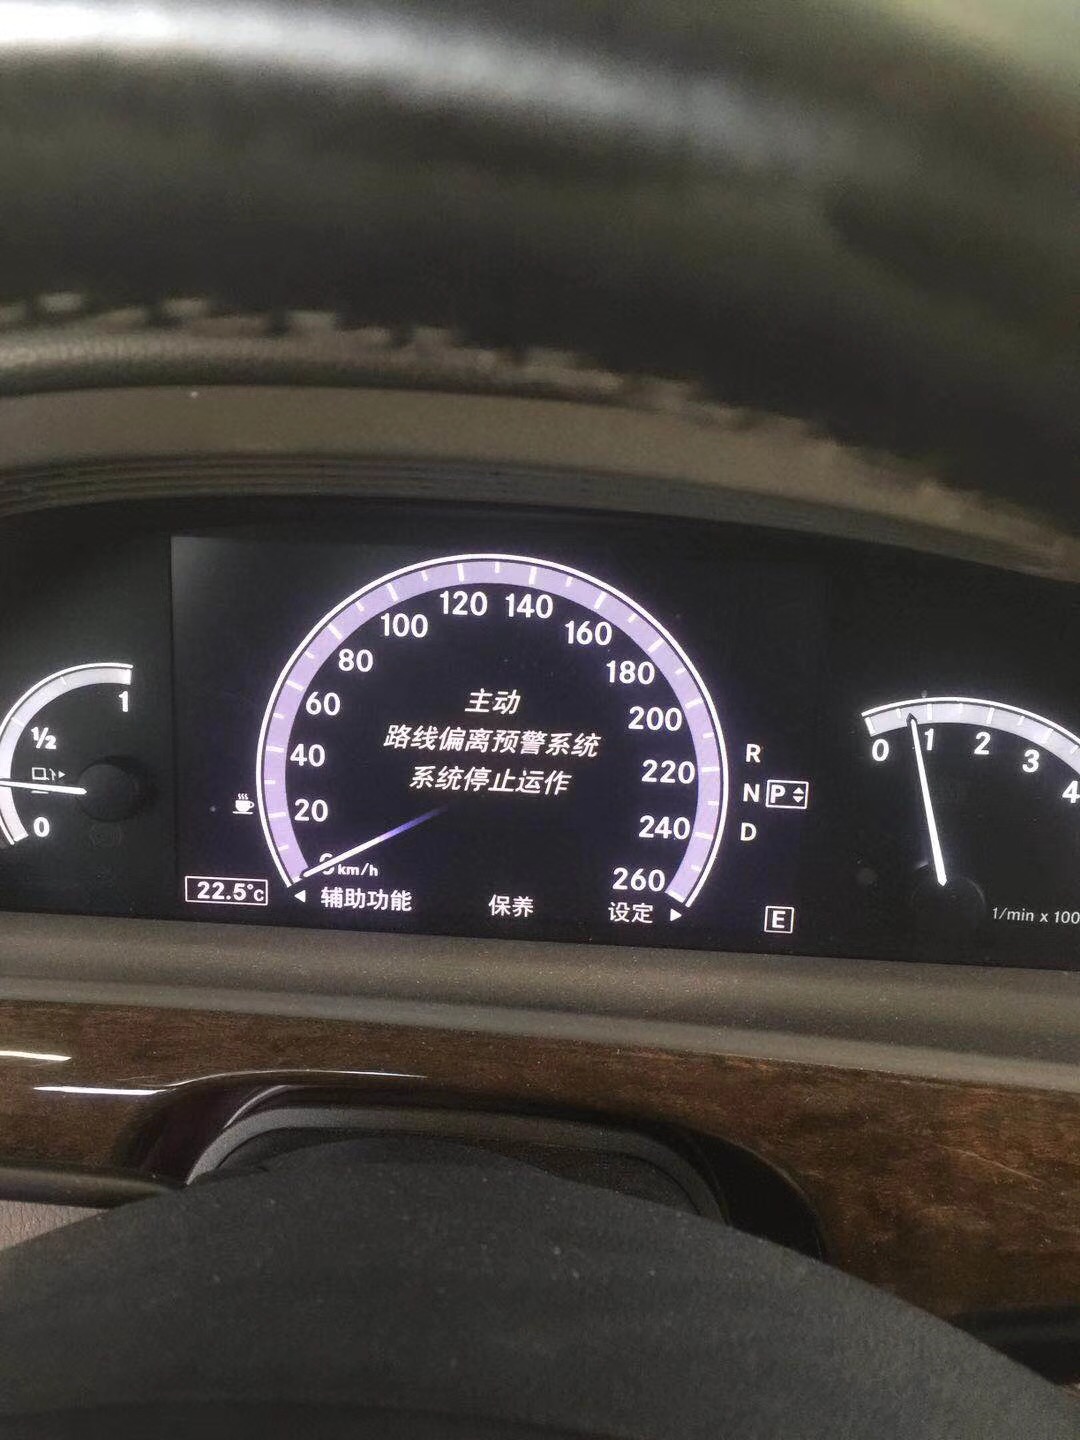 120 140
100 160
80 180
60 200
40 220
20 240
260
km/h
主动
路线偏离预警系统
系统停止运作
1
½
0
R
N P
D
E
22.5°C
辅助功能 保养 设定
0 1 2 3 4
1/min x 100